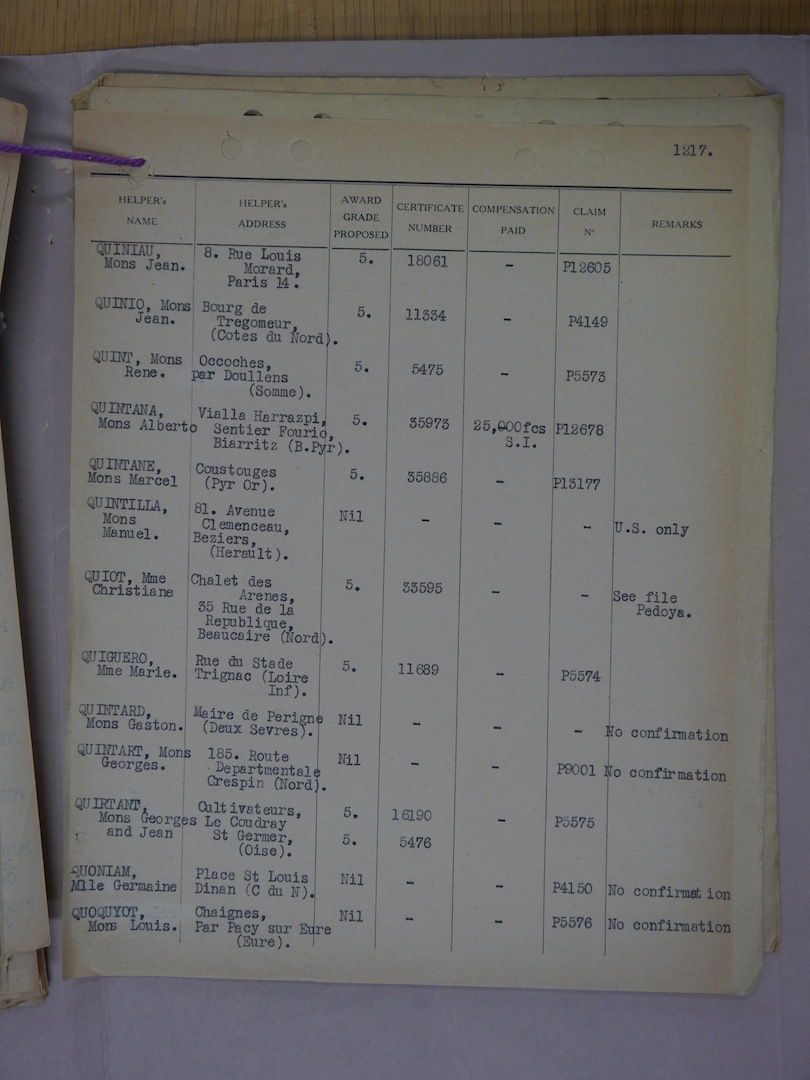 1217.
HELPER's NAME | HELPER's ADDRESS | AWARD GRADE PROPOSED | CERTIFICATE NUMBER | COMPENSATION PAID | CLAIM N° | REMARKS
QUINIAU, 8. Rue Louis 5. 18061 - P12605
Mons Jean. Morard,
Paris 14.
QUINIO, Mons Bourg de 5. 11334 - P4149
Jean. Tregomeur,
(Cotes du Nord).
QUINT, Mons Occoches, 5. 5475 - P5573
Rene. par Doullens
(Somme).
QUINTANA, Vialla Harrazpi, 5. 35973 25,000fcs P12678
Mons Alberto Sentier Fourio, S.I.
Biarritz (B.Pyr).
QUINTANE, Coustouges 5. 35886 - P13177
Mons Marcel (Pyr Or).
QUINTILLA, 81. Avenue Nil - - - U.S. only
Mons Clemenceau,
Manuel. Beziers,
(Herault).
QUIOT, Mme Chalet des 5. 33595 - - See file
Christiane Arenes, Pedoya.
35 Rue de la
Republique,
Beaucaire (Nord).
QUIGUERO, Rue du Stade 5. 11689 - P5574
Mme Marie. Trignac (Loire
Inf).
QUINTARD, Maire de Perigne Nil - - - No confirmation
Mons Gaston. (Deux Sevres).
QUINTART, Mons 185. Route Nil - - P9001 No confirmation
Georges. Departmentale
Crespin (Nord).
QUIRTANT, Cultivateurs, 5. 16190 - P5575
Mons Georges Le Coudray
and Jean St Germer, 5. 5476
(Oise).
QUONIAM, Place St Louis Nil - - P4150 No confirmation
Mlle Germaine Dinan (C du N).
QUOQUYOT, Chaignes, Nil - - P5576 No confirmation
Mons Louis. Par Pacy sur Eure
(Eure).